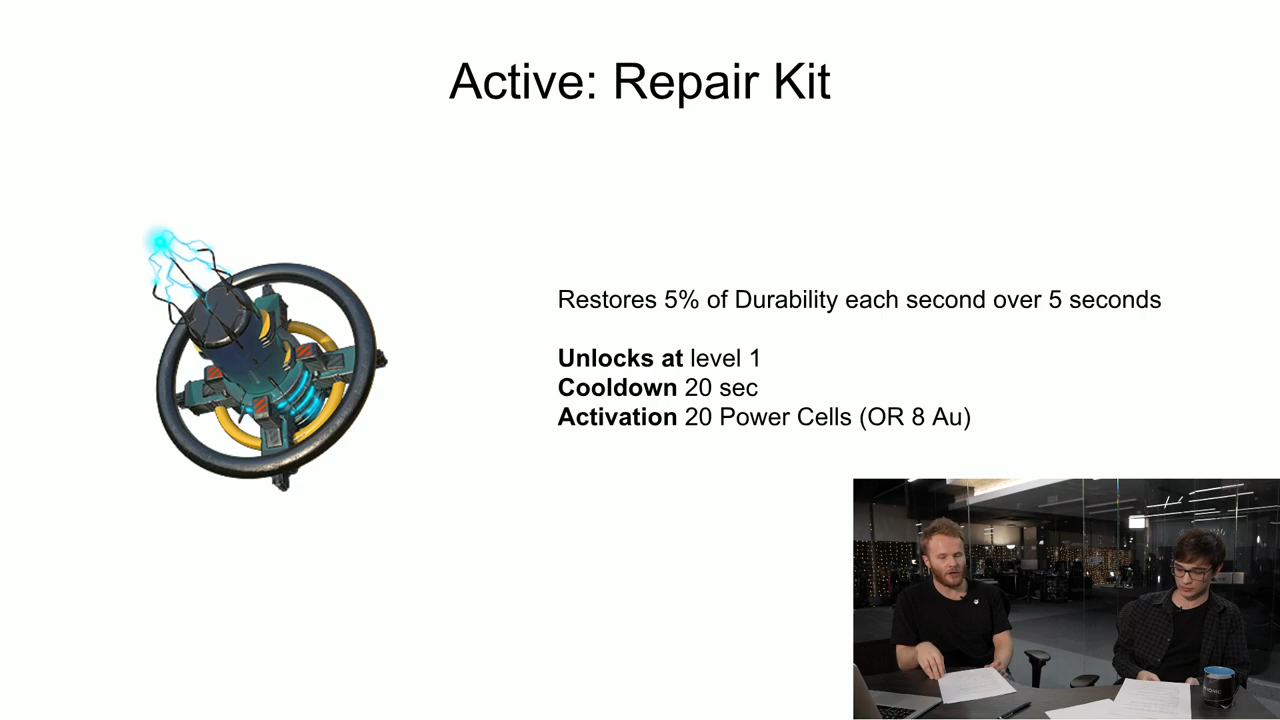 Active: Repair Kit
Restores 5% of Durability each second over 5 seconds
Unlocks at level 1
Cooldown 20 sec
Activation 20 Power Cells (OR 8 Au)